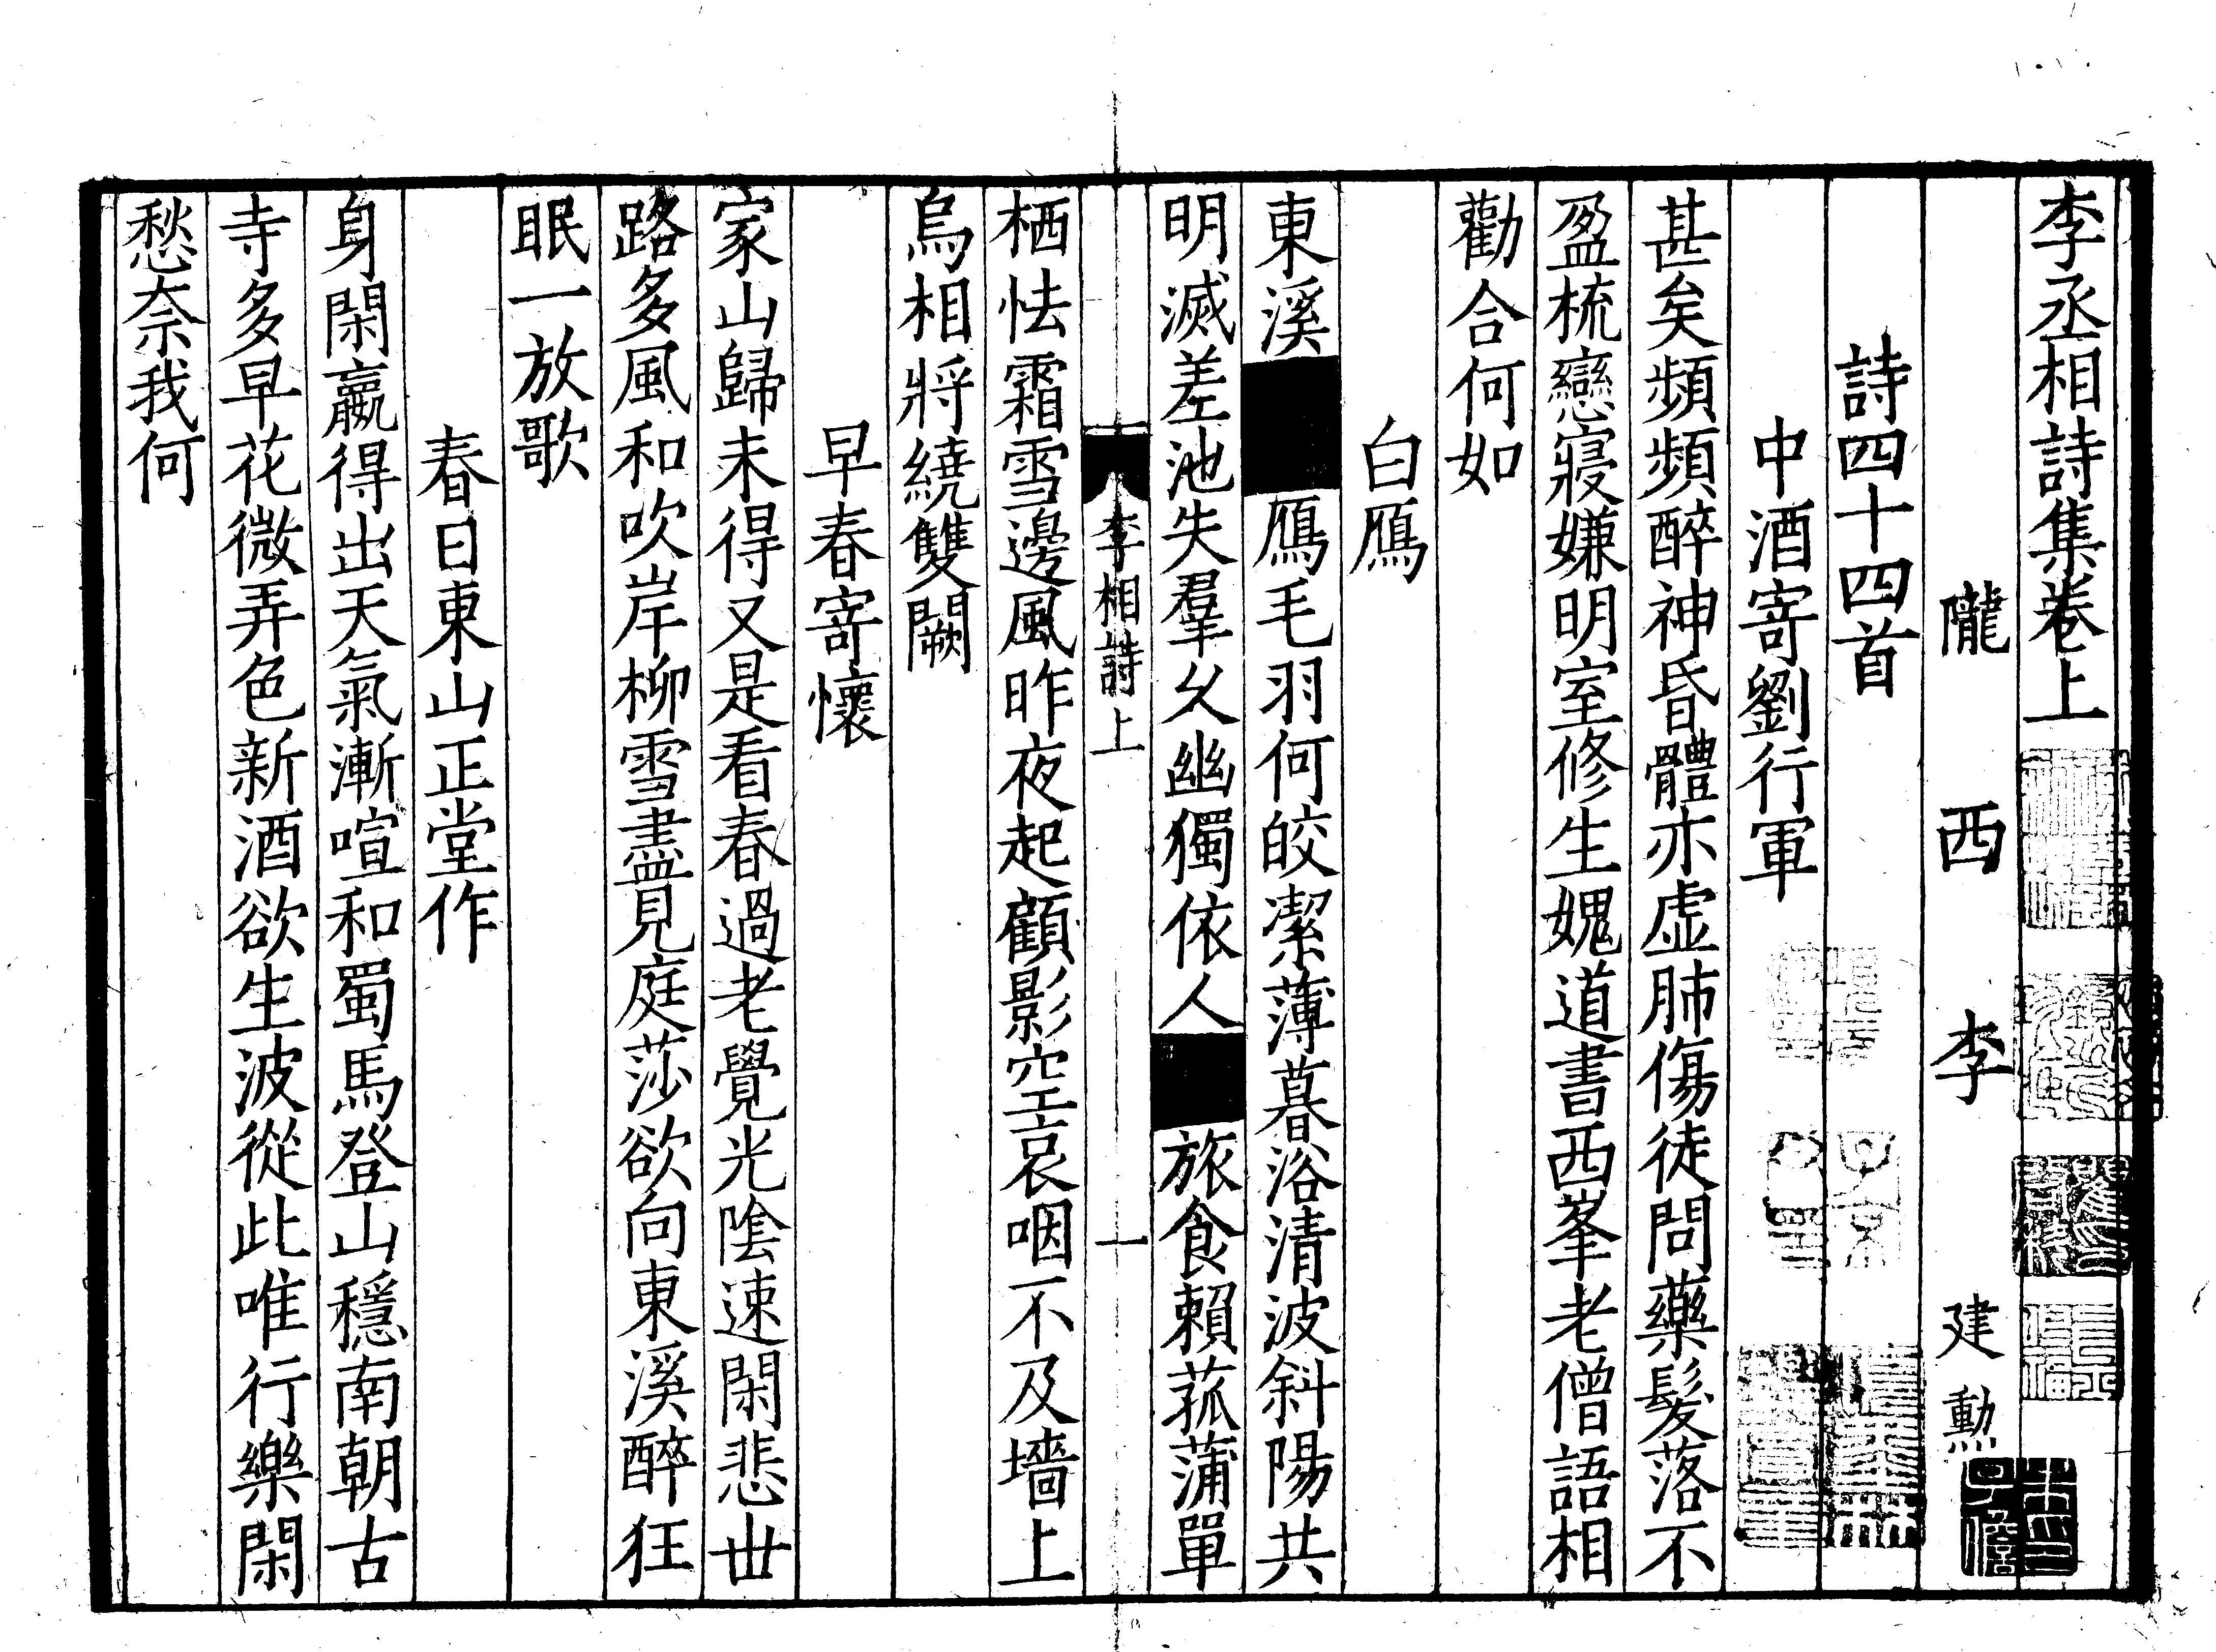 李丞相詩集卷上
隴西李建勳
詩四十四首
中酒寄劉行軍
甚矣頻頻醉神昏體亦虛肺傷徒問藥髮落不
盈梳戀寢嫌明室修生媿道書西峯老僧語相
勸合何如
白鴈
東溪鴈毛羽何皎潔薄暮浴清波斜陽共
明滅差池失羣久幽獨依人旅食賴菰蒲單
李相詩上 一
栖怯霜雪邊風昨夜起顧影空哀咽不及墻上
烏相將繞雙闕
早春寄懷
家山歸未得又是看春過老覺光陰速閑悲丗
路多風和吹岸柳雪盡見庭莎欲向東溪醉狂
眠一放歌
春日東山正堂作
身閑贏得出天氣漸暄和蜀馬登山穩南朝古
寺多早花微弄色新酒欲生波從此唯行樂閑
愁奈我何